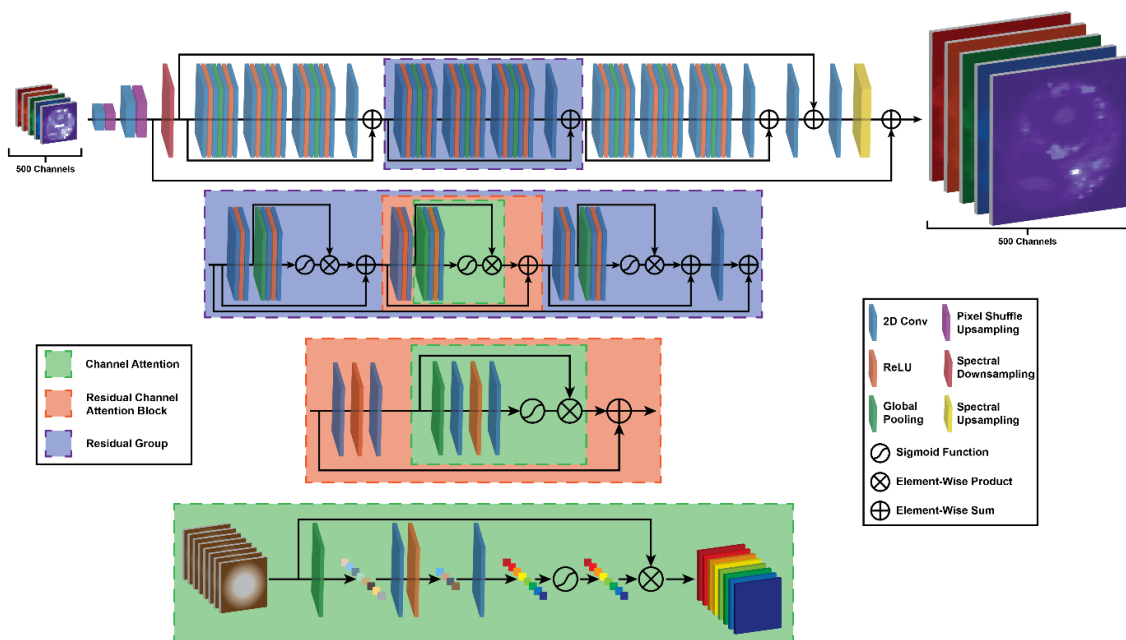 500 Channels
500 Channels
Channel Attention
Residual Channel
Attention Block
Residual Group
2D Conv
Pixel Shuffle
Upsampling
ReLU
Spectral
Downsampling
Global
Pooling
Spectral
Upsampling
Sigmoid Function
Element-Wise Product
Element-Wise Sum